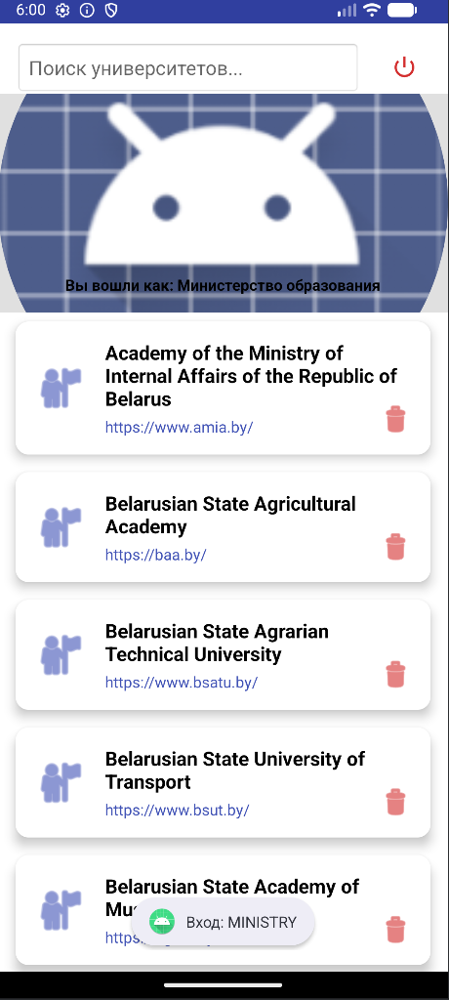 6:00
Поиск университетов...
Вы вошли как: Министерство образования
Academy of the Ministry of
Internal Affairs of the Republic of
Belarus
https://www.amia.by/
Belarusian State Agricultural
Academy
https://baa.by/
Belarusian State Agrarian
Technical University
https://www.bsatu.by/
Belarusian State University of
Transport
https://www.bsut.by/
Belarusian State Academy of
Вход: MINISTRY